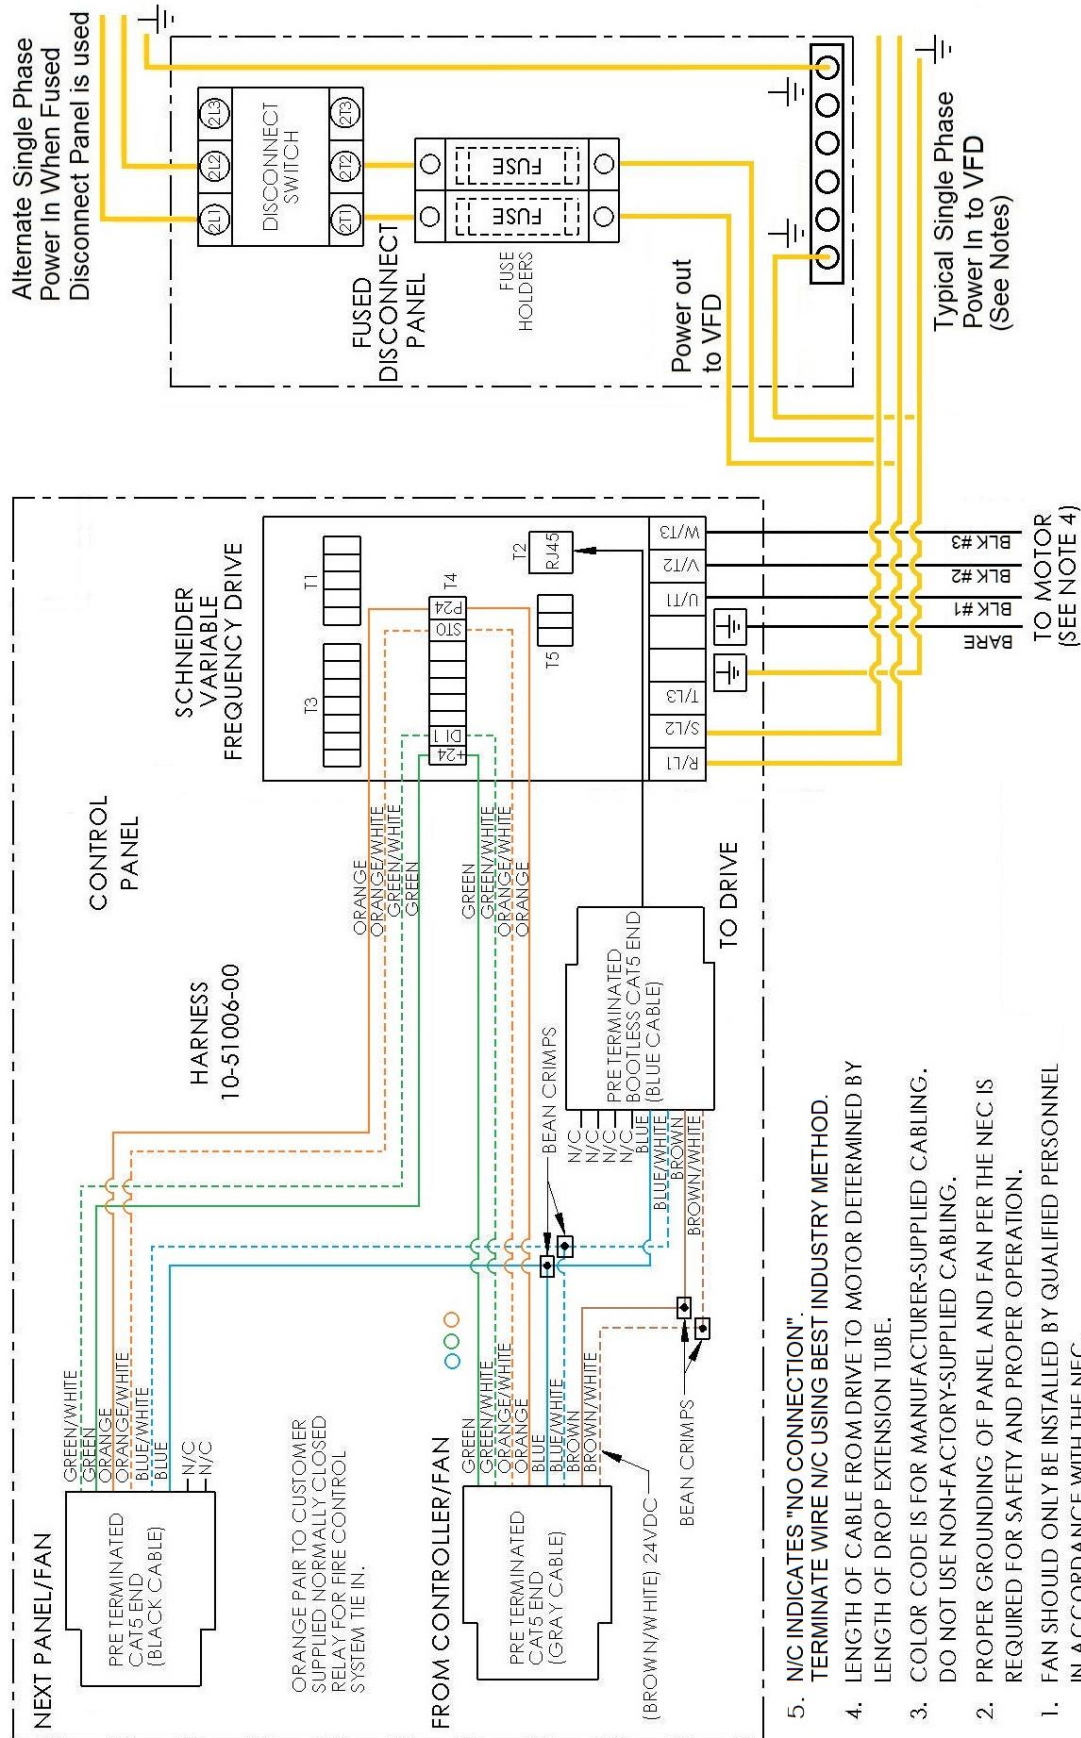 NEXT PANEL/FAN
PRE TERMINATED
CAT5 END
(BLACK CABLE)
GREEN/WHITE
GREEN
ORANGE
ORANGE/WHITE
BLUE/WHITE
BLUE
N/C
N/C
ORANGE PAIR TO CUSTOMER
SUPPLIED NORMALLY CLOSED
RELAY FOR FIRE CONTROL
SYSTEM TIE IN.
FROM CONTROLLER/FAN
PRE TERMINATED
CAT5 END
(GRAY CABLE)
GREEN
GREEN/WHITE
ORANGE/WHITE
ORANGE
BLUE
BLUE/WHITE
BROWN
BROWN/WHITE
(BROWN/WHITE) 24VDC
BEAN CRIMPS
HARNESS
10-51006-00
CONTROL
PANEL
ORANGE
ORANGE/WHITE
GREEN/WHITE
GREEN
GREEN
GREEN/WHITE
ORANGE/WHITE
ORANGE
BEAN CRIMPS
N/C
N/C
N/C
N/C
BLUE
BLUE/WHITE
BROWN
BROWN/WHITE
PRE TERMINATED
BOOTLESS CAT5 END
(BLUE CABLE)
TO DRIVE
SCHNEIDER
VARIABLE
FREQUENCY DRIVE
T3
T1
+24
DI 1
STO
P24
T4
T5
T2
RJ45
R/L1
S/L2
T/L3
U/T1
V/T2
W/T3
BARE
BLK #1
BLK #2
BLK #3
TO MOTOR
(SEE NOTE 4)
Alternate Single Phase
Power In When Fused
Disconnect Panel is used
2L1
2L2
2L3
DISCONNECT
SWITCH
2T1
2T2
2T3
FUSED
DISCONNECT
PANEL
FUSE
FUSE
FUSE
HOLDERS
Power out
to VFD
Typical Single Phase
Power In to VFD
(See Notes)
5. N/C INDICATES "NO CONNECTION".
TERMINATE WIRE N/C USING BEST INDUSTRY METHOD.
4. LENGTH OF CABLE FROM DRIVE TO MOTOR DETERMINED BY
LENGTH OF DROP EXTENSION TUBE.
3. COLOR CODE IS FOR MANUFACTURER-SUPPLIED CABLING.
DO NOT USE NON-FACTORY-SUPPLIED CABLING.
2. PROPER GROUNDING OF PANEL AND FAN PER THE NEC IS
REQUIRED FOR SAFETY AND PROPER OPERATION.
1. FAN SHOULD ONLY BE INSTALLED BY QUALIFIED PERSONNEL
IN ACCORDANCE WITH THE NEC